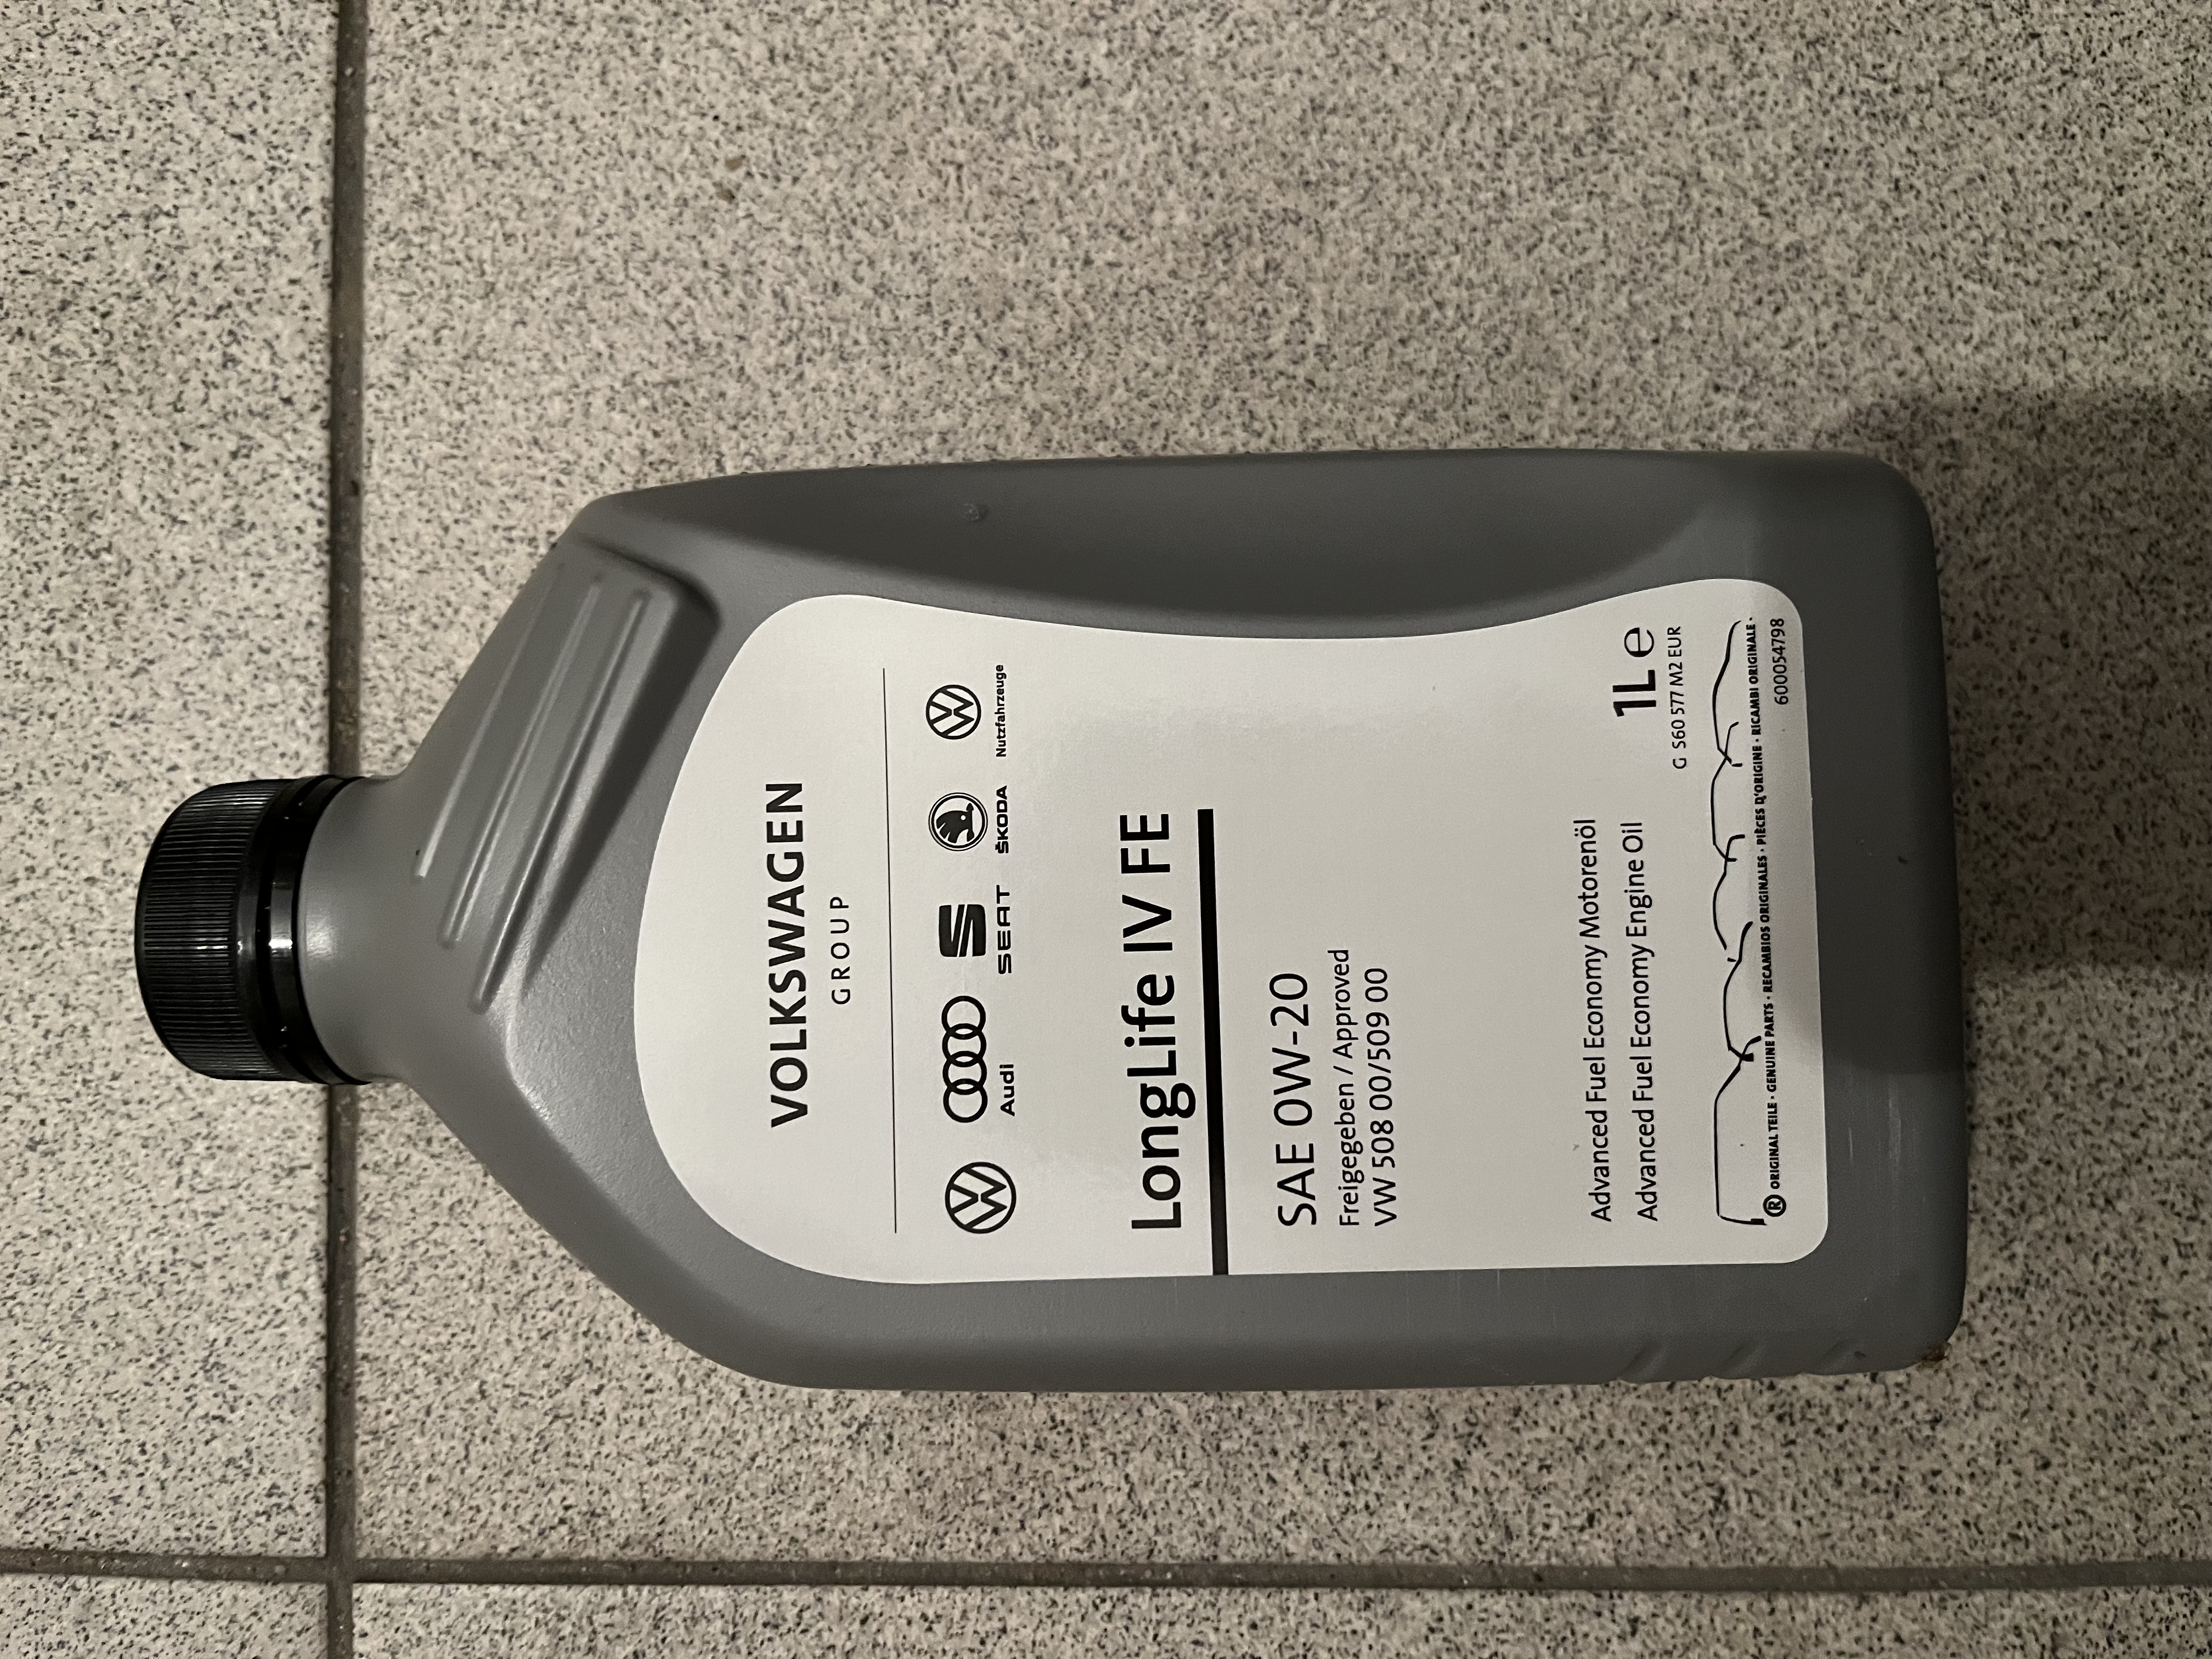 VOLKSWAGEN
GROUP
Audi
SEAT
ŠKODA
Nutzfahrzeuge
LongLife IV FE
SAE 0W-20
Freigegeben / Approved
VW 508 00/509 00
Advanced Fuel Economy Motorenöl
Advanced Fuel Economy Engine Oil
1L e
G S60 577 M2 EUR
® ORIGINAL TEILE · GENUINE PARTS · RECAMBIOS ORIGINALES · PIÈCES D'ORIGINE · RICAMBI ORIGINALE ·
6000054798